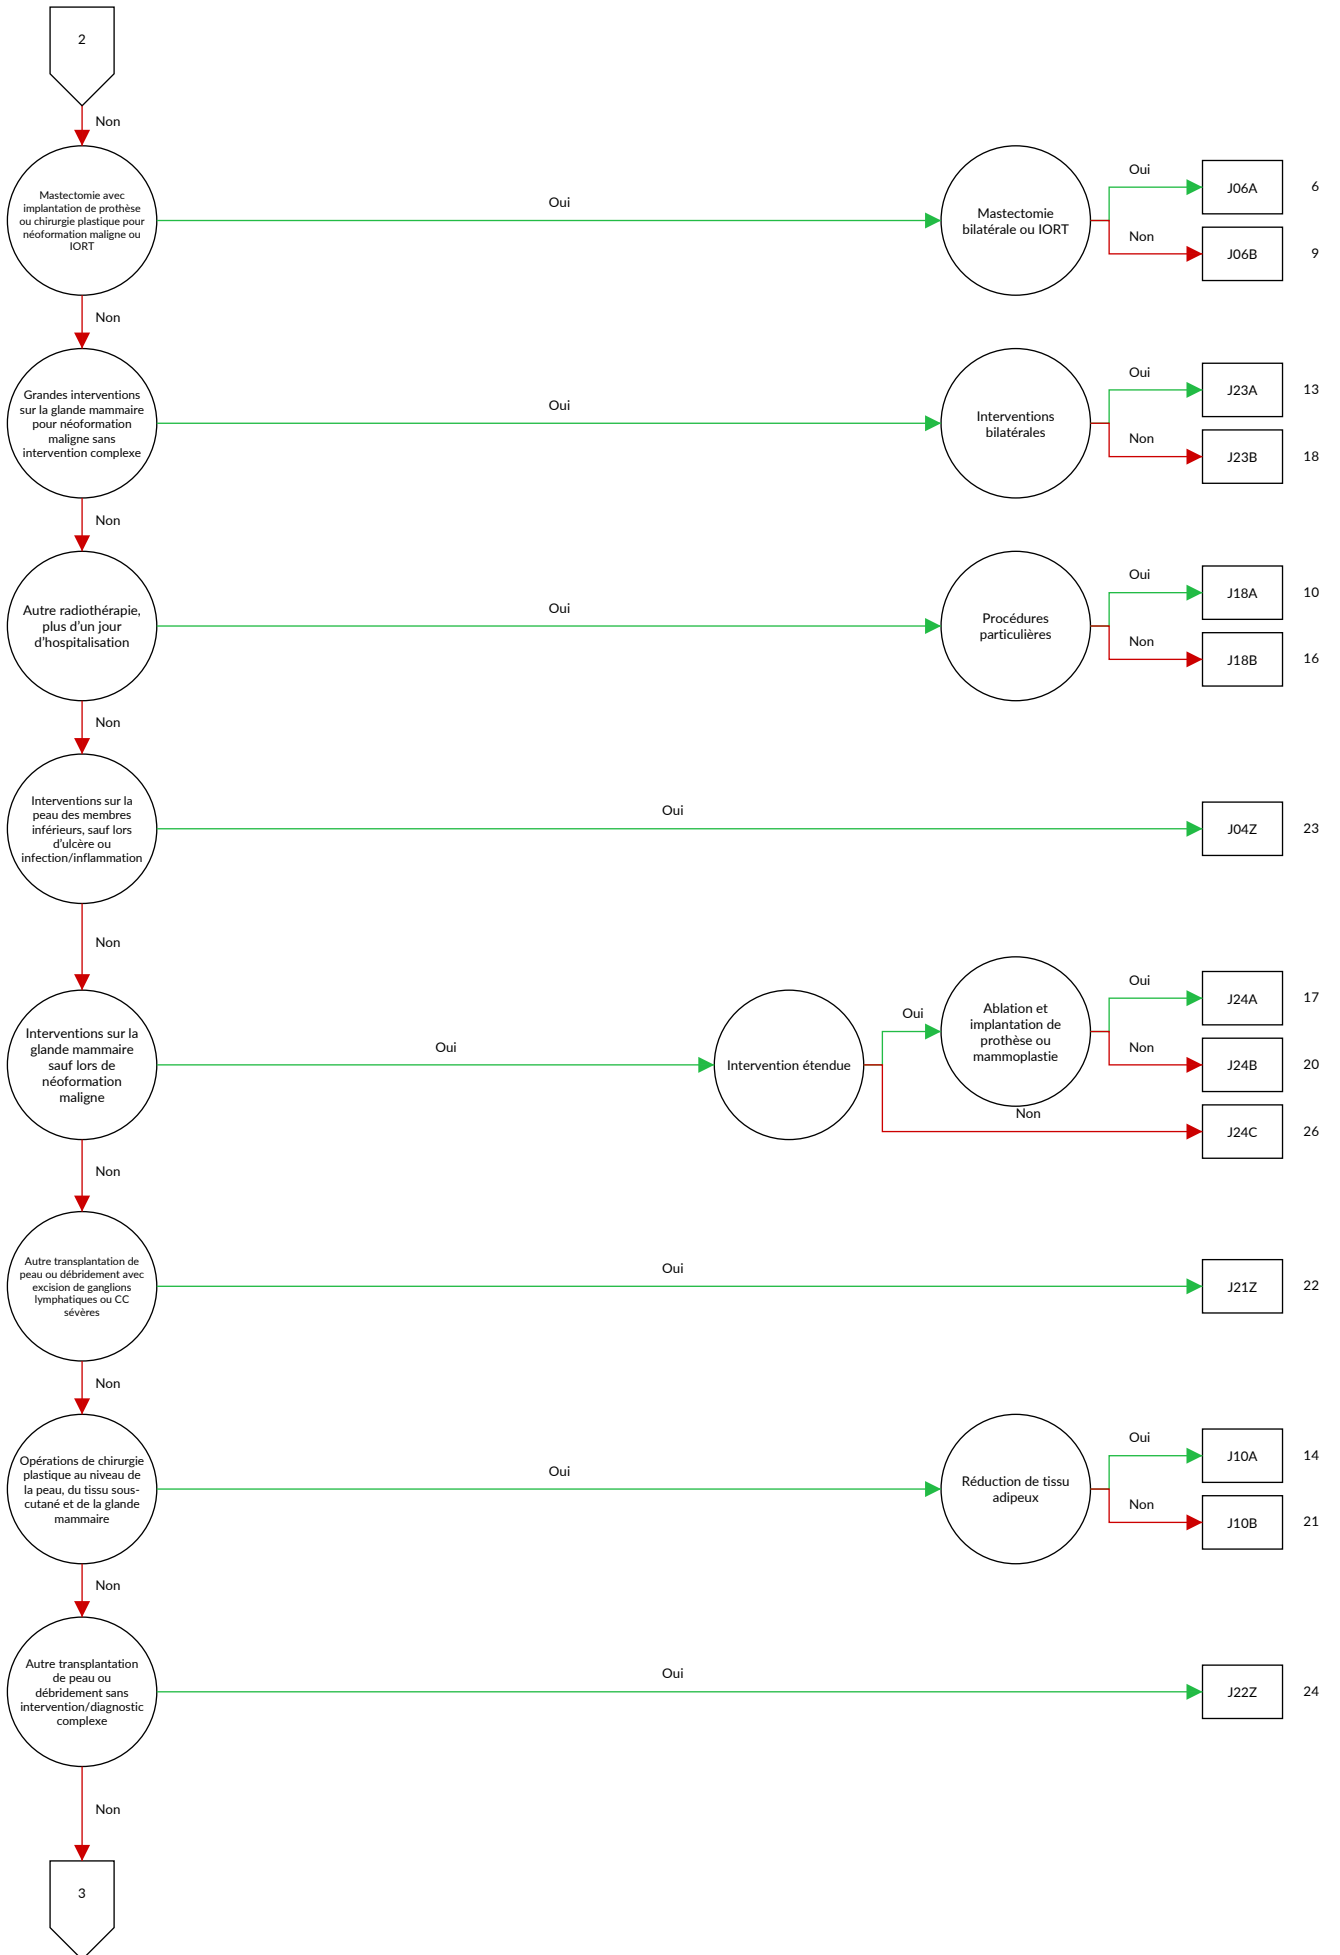 2
Non
Mastectomie avec
implantation de prothèse
ou chirurgie plastique pour
néoformation maligne ou
IORT
Oui
Mastectomie
bilatérale ou IORT
Oui
J06A
6
Non
J06B
9
Non
Grandes interventions
sur la glande mammaire
pour néoformation
maligne sans
intervention complexe
Oui
Interventions
bilatérales
Oui
J23A
13
Non
J23B
18
Non
Autre radiothérapie,
plus d'un jour
d'hospitalisation
Oui
Procédures
particulières
Oui
J18A
10
Non
J18B
16
Non
Interventions sur la
peau des membres
inférieurs, sauf lors
d'ulcère ou
infection/inflammation
Oui
J04Z
23
Non
Interventions sur la
glande mammaire
sauf lors de
néoformation
maligne
Oui
Intervention étendue
Oui
Ablation et
implantation de
prothèse ou
mammoplastie
Oui
J24A
17
Non
J24B
20
Non
J24C
26
Non
Autre transplantation de
peau ou débridement avec
excision de ganglions
lymphatiques ou CC
sévères
Oui
J21Z
22
Non
Opérations de chirurgie
plastique au niveau de
la peau, du tissu sous-
cutané et de la glande
mammaire
Oui
Réduction de tissu
adipeux
Oui
J10A
14
Non
J10B
21
Non
Autre transplantation
de peau ou
débridement sans
intervention/diagnostic
complexe
Oui
J22Z
24
Non
3